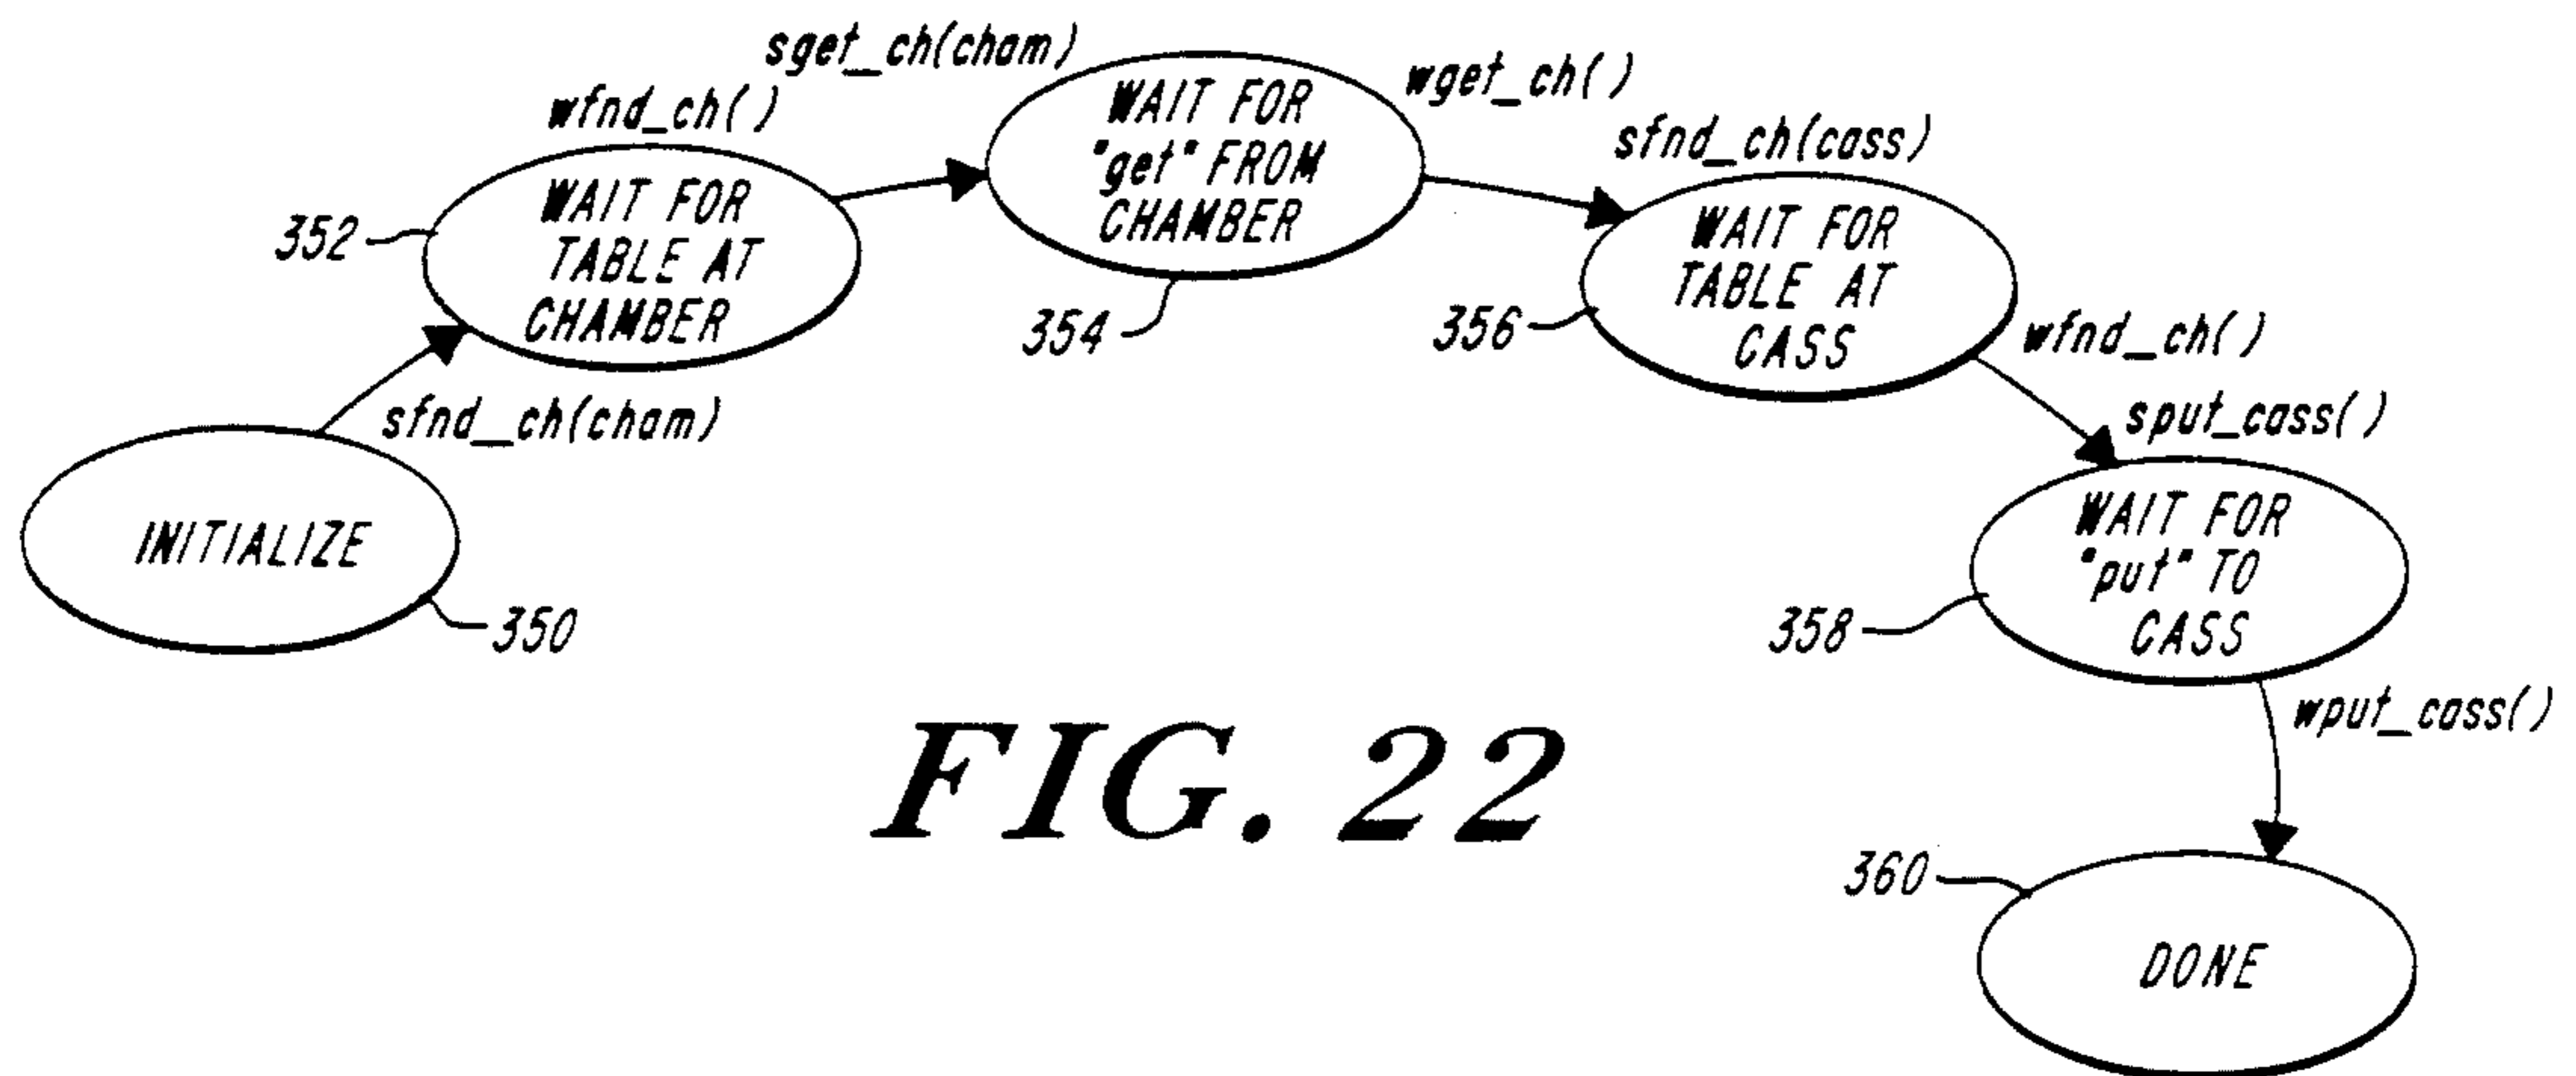 sget_ch(cham)
wfnd_ch()
WAIT FOR
"get" FROM
CHAMBER
wget_ch()
sfnd_ch(cass)
352
WAIT FOR
TABLE AT
CHAMBER
354
356
WAIT FOR
TABLE AT
CASS
wfnd_ch()
sfnd_ch(cham)
sput_cass()
INITIALIZE
350
358
WAIT FOR
"put" TO
CASS
wput_cass()
FIG. 22
360
DONE